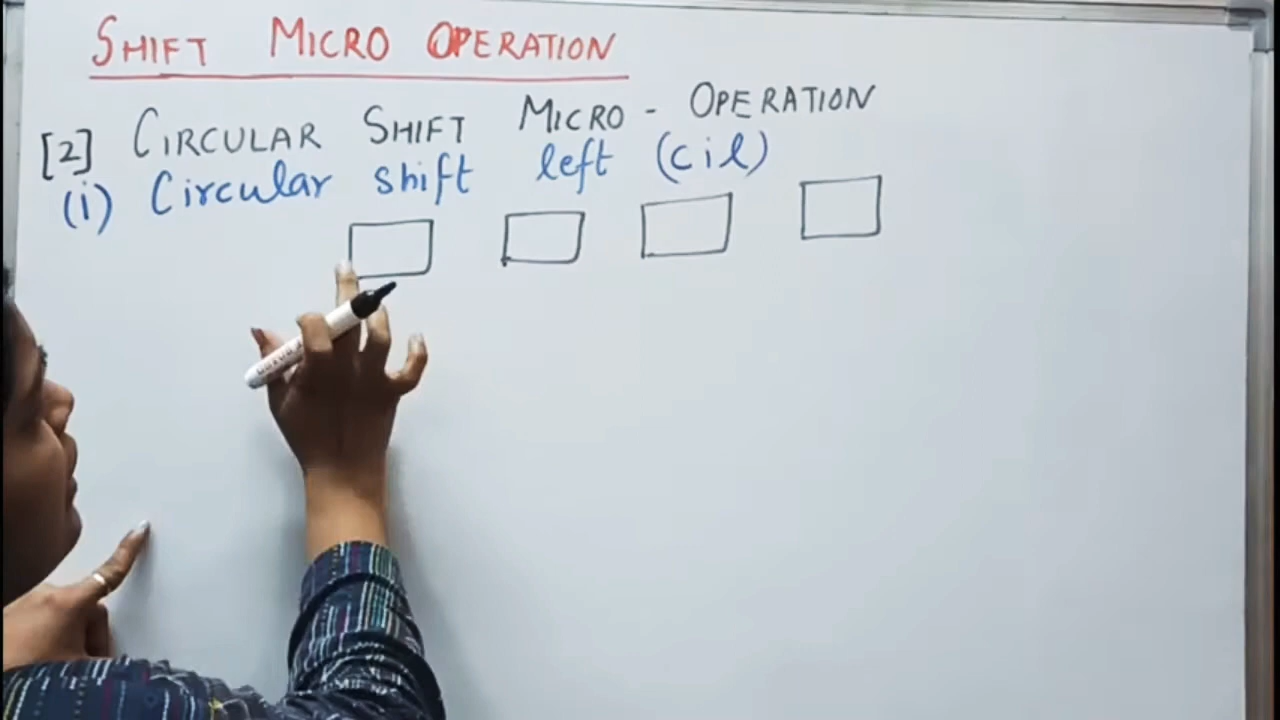 SHIFT MICRO OPERATION
[2] CIRCULAR SHIFT MICRO - OPERATION
(i) Circular shift left (cil)